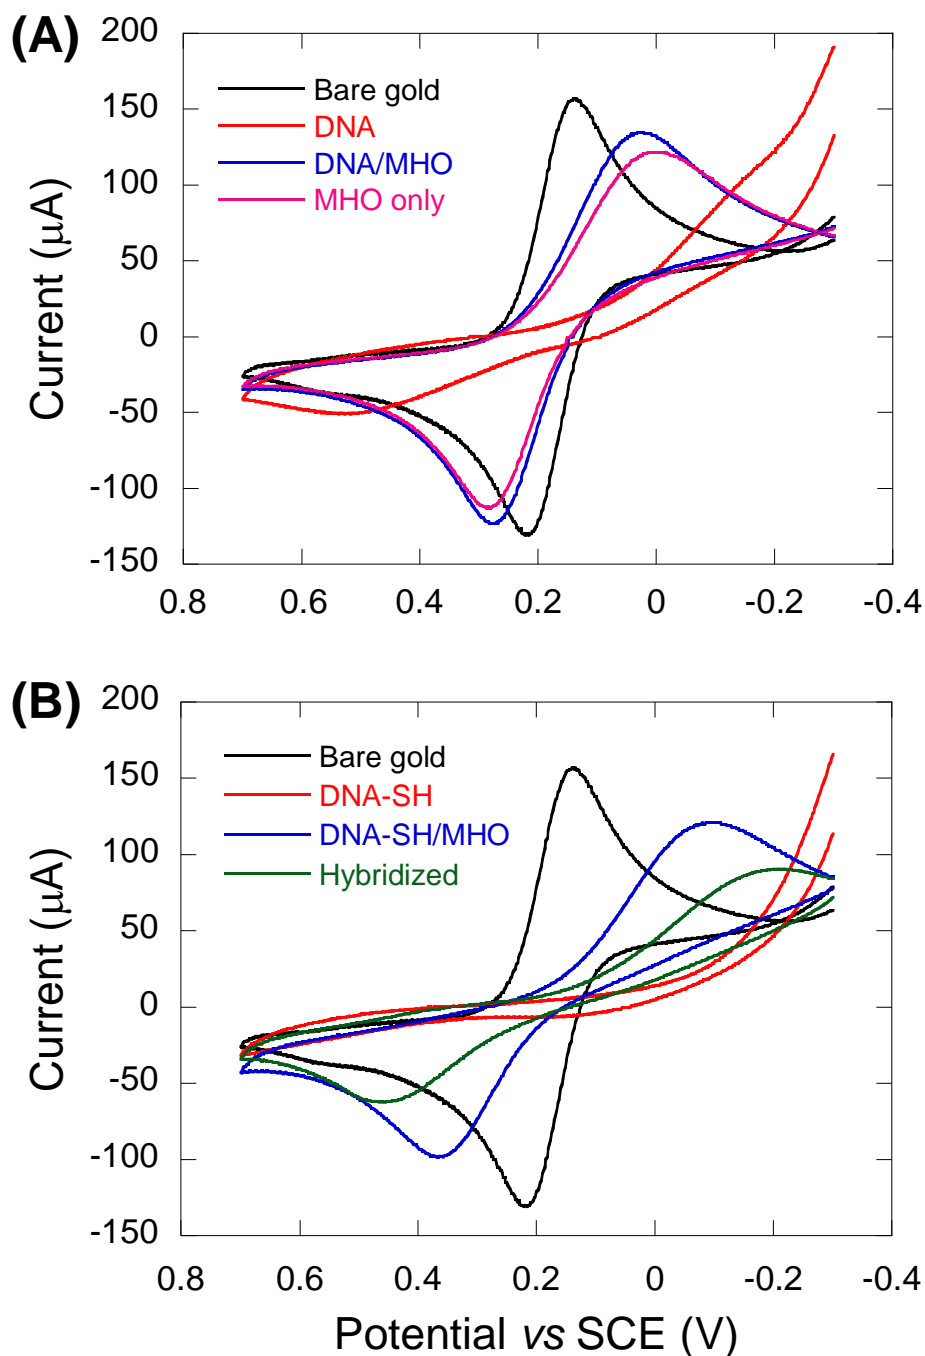 (A)
200
150
100
50
0
-50
-100
-150
Current (μA)
Bare gold
DNA
DNA/MHO
MHO only
0.8 0.6 0.4 0.2 0 -0.2 -0.4
(B)
200
150
100
50
0
-50
-100
-150
Current (μA)
Bare gold
DNA-SH
DNA-SH/MHO
Hybridized
0.8 0.6 0.4 0.2 0 -0.2 -0.4
Potential vs SCE (V)